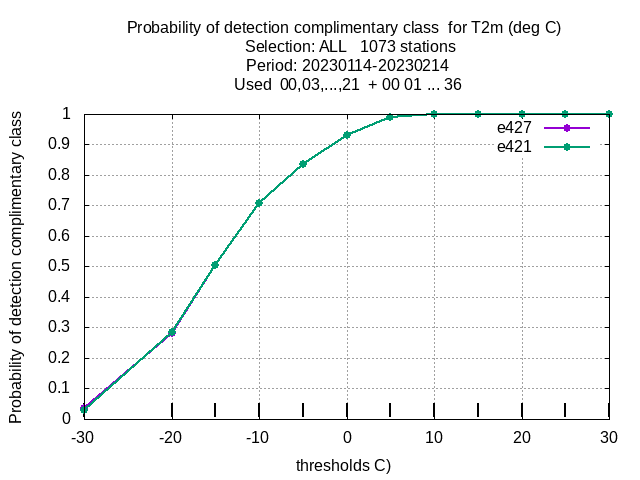 Probability of detection complimentary class  for T2m (deg C)
Selection: ALL   1073 stations
Period: 20230114-20230214
Used  00,03,...,21  + 00 01 ... 36
Probability of detection complimentary class
1
0.9
0.8
0.7
0.6
0.5
0.4
0.3
0.2
0.1
0
e427
e421
-30 -20 -10 0 10 20 30
thresholds C)